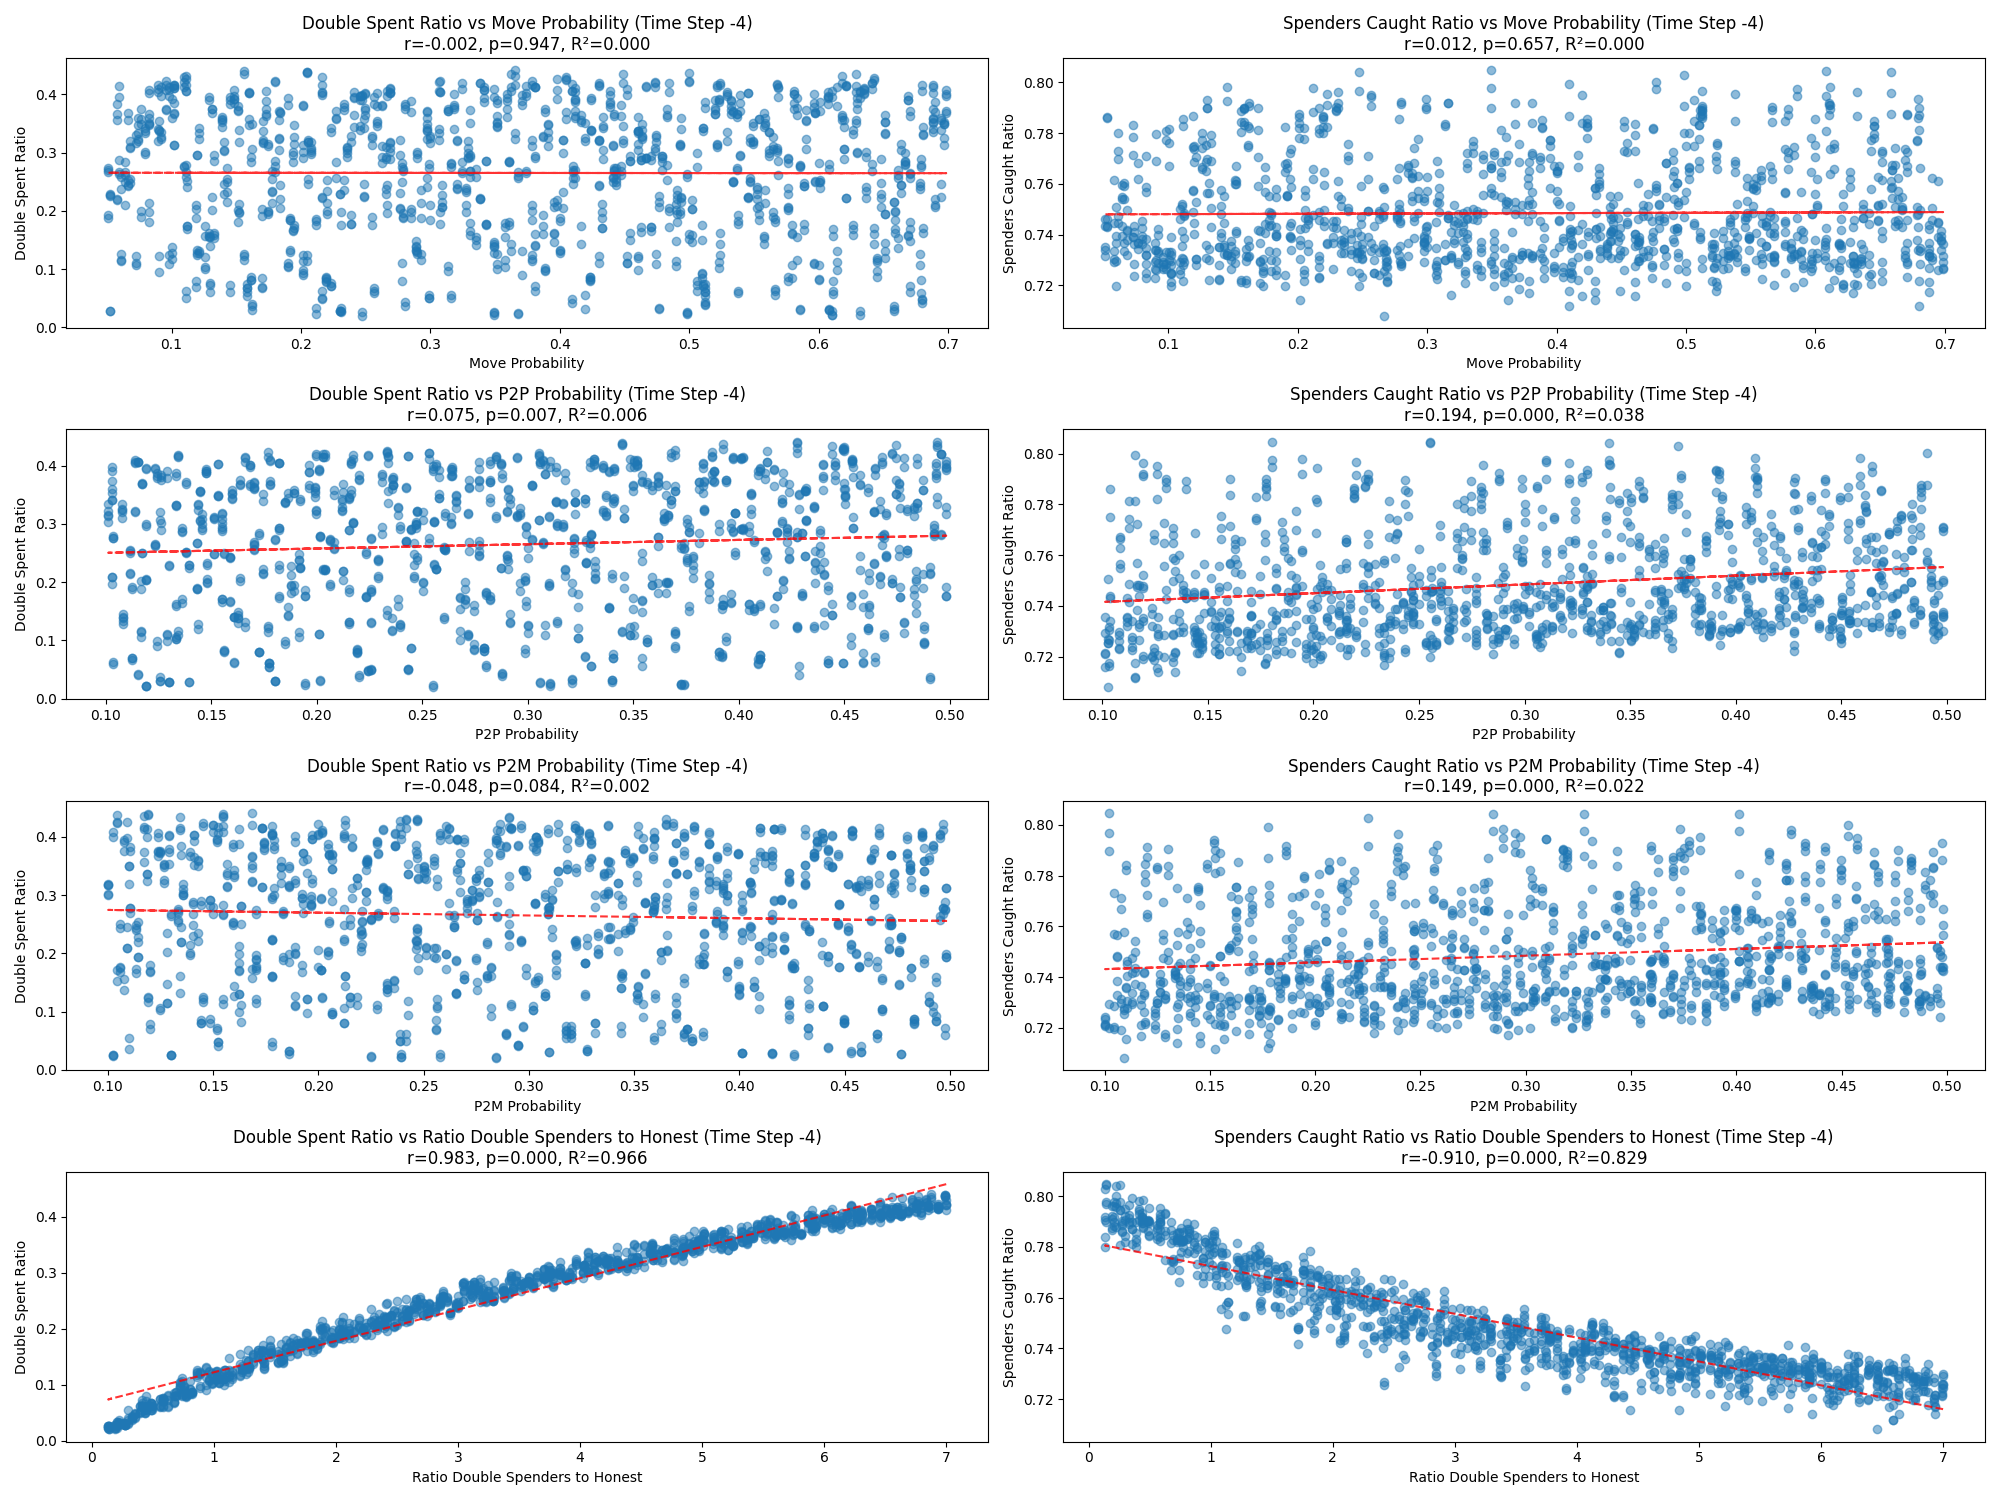 Double Spent Ratio vs Move Probability (Time Step -4)
r=-0.002, p=0.947, R²=0.000
Double Spent Ratio
0.4
0.3
0.2
0.1
0.0
0.1 0.2 0.3 0.4 0.5 0.6 0.7
Move Probability
Spenders Caught Ratio vs Move Probability (Time Step -4)
r=0.012, p=0.657, R²=0.000
Spenders Caught Ratio
0.80
0.78
0.76
0.74
0.72
0.1 0.2 0.3 0.4 0.5 0.6 0.7
Move Probability
Double Spent Ratio vs P2P Probability (Time Step -4)
r=0.075, p=0.007, R²=0.006
Double Spent Ratio
0.4
0.3
0.2
0.1
0.0
0.10 0.15 0.20 0.25 0.30 0.35 0.40 0.45 0.50
P2P Probability
Spenders Caught Ratio vs P2P Probability (Time Step -4)
r=0.194, p=0.000, R²=0.038
Spenders Caught Ratio
0.80
0.78
0.76
0.74
0.72
0.10 0.15 0.20 0.25 0.30 0.35 0.40 0.45 0.50
P2P Probability
Double Spent Ratio vs P2M Probability (Time Step -4)
r=-0.048, p=0.084, R²=0.002
Double Spent Ratio
0.4
0.3
0.2
0.1
0.0
0.10 0.15 0.20 0.25 0.30 0.35 0.40 0.45 0.50
P2M Probability
Spenders Caught Ratio vs P2M Probability (Time Step -4)
r=0.149, p=0.000, R²=0.022
Spenders Caught Ratio
0.80
0.78
0.76
0.74
0.72
0.10 0.15 0.20 0.25 0.30 0.35 0.40 0.45 0.50
P2M Probability
Double Spent Ratio vs Ratio Double Spenders to Honest (Time Step -4)
r=0.983, p=0.000, R²=0.966
Double Spent Ratio
0.4
0.3
0.2
0.1
0.0
0 1 2 3 4 5 6 7
Ratio Double Spenders to Honest
Spenders Caught Ratio vs Ratio Double Spenders to Honest (Time Step -4)
r=-0.910, p=0.000, R²=0.829
Spenders Caught Ratio
0.80
0.78
0.76
0.74
0.72
0 1 2 3 4 5 6 7
Ratio Double Spenders to Honest